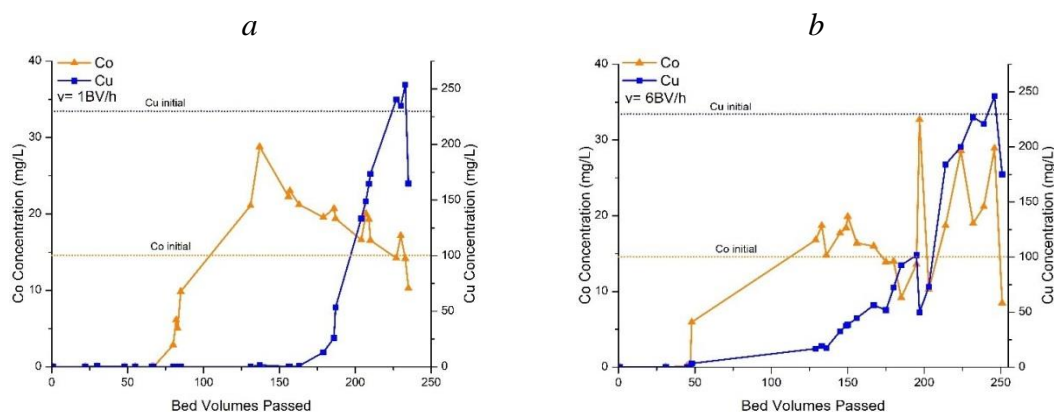 a
b
Co
Cu
v= 1BV/h
Cu initial
Co initial
Co Concentration (mg/L)
Cu Concentration (mg/L)
Bed Volumes Passed
40
30
20
10
0
250
200
150
100
50
0
0
50
100
150
200
250
Co
Cu
v= 6BV/h
Cu initial
Co initial
Co Concentration (mg/L)
Cu Concentration (mg/L)
Bed Volumes Passed
40
30
20
10
0
250
200
150
100
50
0
0
50
100
150
200
250